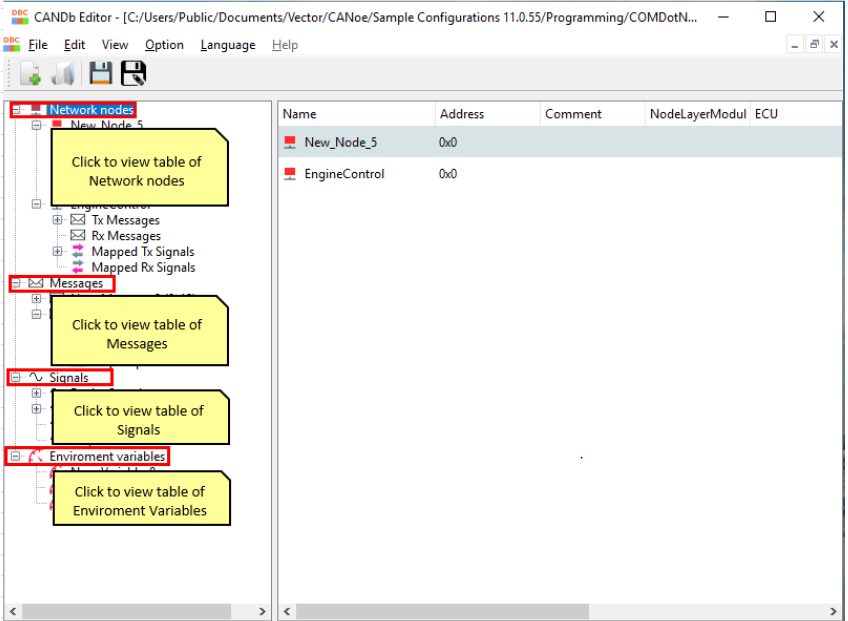 DBC CANDb Editor - [C:/Users/Public/Documents/Vector/CANoe/Sample Configurations 11.0.55/Programming/COMDotN...
DBC File Edit View Option Language Help
Network nodes
New_Node_5
Click to view table of
Network nodes
EngineControl
Tx Messages
Rx Messages
Mapped Tx Signals
Mapped Rx Signals
Messages
Click to view table of
Messages
Signals
Click to view table of
Signals
Enviroment variables
Click to view table of
Enviroment Variables
Name Address Comment NodeLayerModul ECU
New_Node_5 0x0
EngineControl 0x0